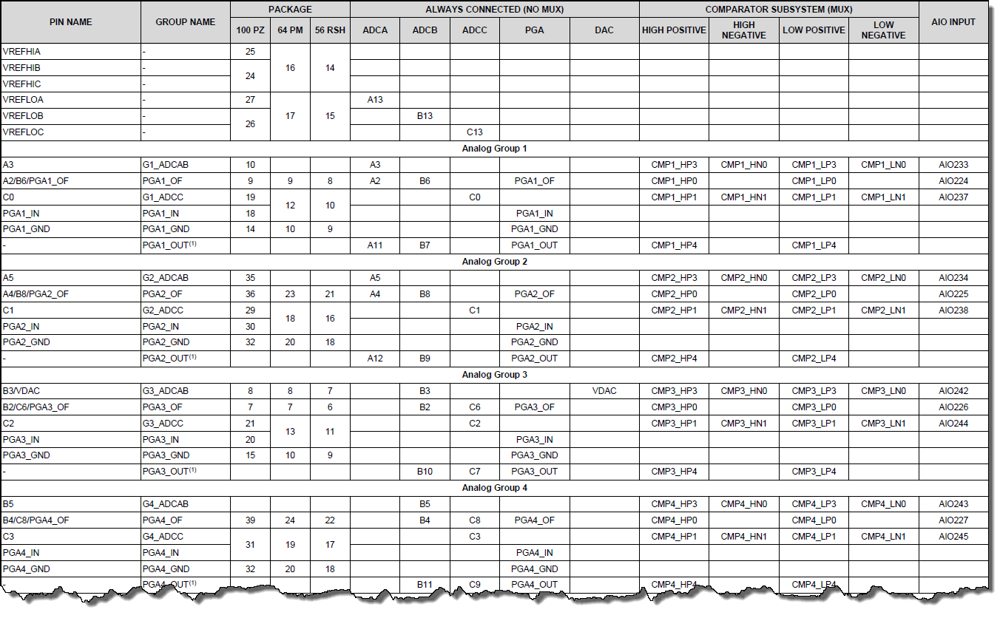 PIN NAME GROUP NAME PACKAGE ALWAYS CONNECTED (NO MUX) COMPARATOR SUBSYSTEM (MUX) AIO INPUT
100 PZ 64 PM 56 RSH ADCA ADCB ADCC PGA DAC HIGH POSITIVE HIGH NEGATIVE LOW POSITIVE LOW NEGATIVE
VREFHIA - 25
VREFHIB - 24 16 14
VREFHIC -
VREFLOA - 27 A13
VREFLOB - 26 17 15 B13
VREFLOC - C13
Analog Group 1
A3 G1_ADCAB 10 A3 CMP1_HP3 CMP1_HN0 CMP1_LP3 CMP1_LN0 AIO233
A2/B6/PGA1_OF PGA1_OF 9 9 8 A2 B6 PGA1_OF CMP1_HP0 CMP1_LP0 AIO224
C0 G1_ADCC 19 12 10 C0 CMP1_HP1 CMP1_HN1 CMP1_LP1 CMP1_LN1 AIO237
PGA1_IN PGA1_IN 18 PGA1_IN
PGA1_GND PGA1_GND 14 10 9 PGA1_GND
- PGA1_OUT(1) A11 B7 PGA1_OUT CMP1_HP4 CMP1_LP4
Analog Group 2
A5 G2_ADCAB 35 A5 CMP2_HP3 CMP2_HN0 CMP2_LP3 CMP2_LN0 AIO234
A4/B8/PGA2_OF PGA2_OF 36 23 21 A4 B8 PGA2_OF CMP2_HP0 CMP2_LP0 AIO225
C1 G2_ADCC 29 18 16 C1 CMP2_HP1 CMP2_HN1 CMP2_LP1 CMP2_LN1 AIO238
PGA2_IN PGA2_IN 30 PGA2_IN
PGA2_GND PGA2_GND 32 20 18 PGA2_GND
- PGA2_OUT(1) A12 B9 PGA2_OUT CMP2_HP4 CMP2_LP4
Analog Group 3
B3/VDAC G3_ADCAB 8 8 7 B3 VDAC CMP3_HP3 CMP3_HN0 CMP3_LP3 CMP3_LN0 AIO242
B2/C6/PGA3_OF PGA3_OF 7 7 6 B2 C6 PGA3_OF CMP3_HP0 CMP3_LP0 AIO226
C2 G3_ADCC 21 13 11 C2 CMP3_HP1 CMP3_HN1 CMP3_LP1 CMP3_LN1 AIO244
PGA3_IN PGA3_IN 20 PGA3_IN
PGA3_GND PGA3_GND 15 10 9 PGA3_GND
- PGA3_OUT(1) B10 C7 PGA3_OUT CMP3_HP4 CMP3_LP4
Analog Group 4
B5 G4_ADCAB B5 CMP4_HP3 CMP4_HN0 CMP4_LP3 CMP4_LN0 AIO243
B4/C8/PGA4_OF PGA4_OF 39 24 22 B4 C8 PGA4_OF CMP4_HP0 CMP4_LP0 AIO227
C3 G4_ADCC 31 19 17 C3 CMP4_HP1 CMP4_HN1 CMP4_LP1 CMP4_LN1 AIO245
PGA4_IN PGA4_IN PGA4_IN
PGA4_GND PGA4_GND 32 20 18 PGA4_GND
- PGA4_OUT(1) B11 C9 PGA4_OUT CMP4_HP4 CMP4_LP4